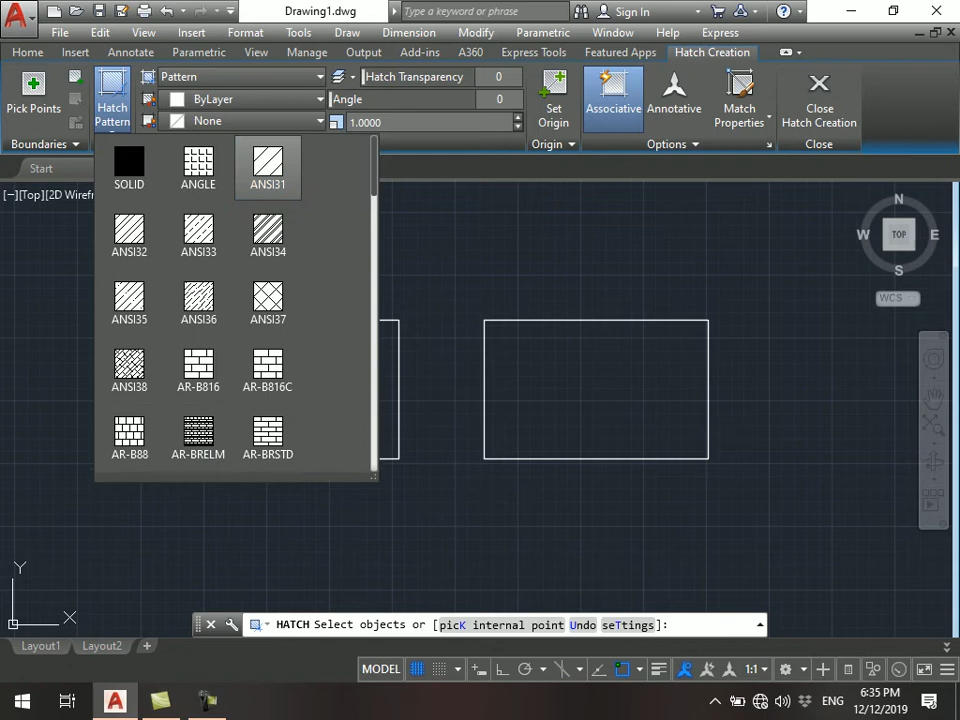 Drawing1.dwg
Type a keyword or phrase
Sign In
File Edit View Insert Format Tools Draw Dimension Modify Parametric Window Help Express
Home Insert Annotate Parametric View Manage Output Add-ins A360 Express Tools Featured Apps Hatch Creation
Pick Points
Boundaries
Hatch
Pattern
Pattern
ByLayer
None
Hatch Transparency 0
Angle 0
1.0000
Set
Origin
Origin
Associative
Annotative
Match
Properties
Options
Close
Hatch Creation
Close
Start
[−][Top][2D Wirefr
SOLID ANGLE ANSI31
ANSI32 ANSI33 ANSI34
ANSI35 ANSI36 ANSI37
ANSI38 AR-B816 AR-B816C
AR-B88 AR-BRELM AR-BRSTD
N
W TOP E
S
WCS
Y
X
HATCH Select objects or [picK internal point Undo seTtings]:
Layout1 Layout2 +
MODEL 1:1
ENG
6:35 PM
12/12/2019